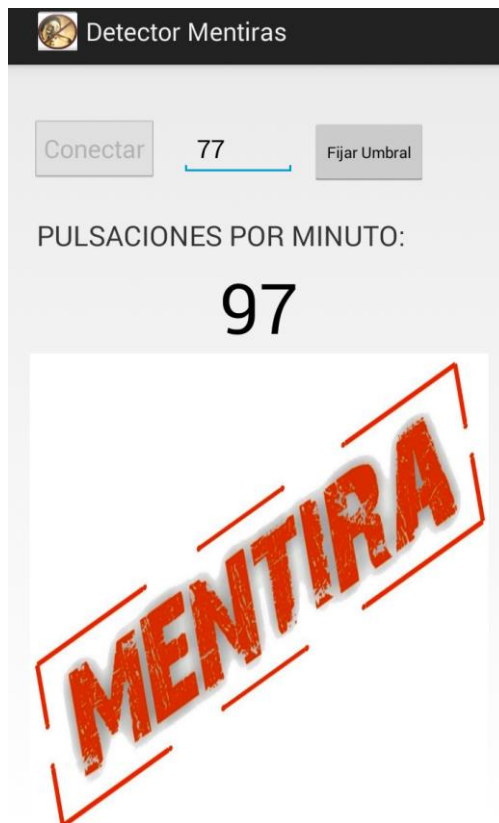 Detector Mentiras
Conectar 77 Fijar Umbral
PULSACIONES POR MINUTO:
97
MENTIRA